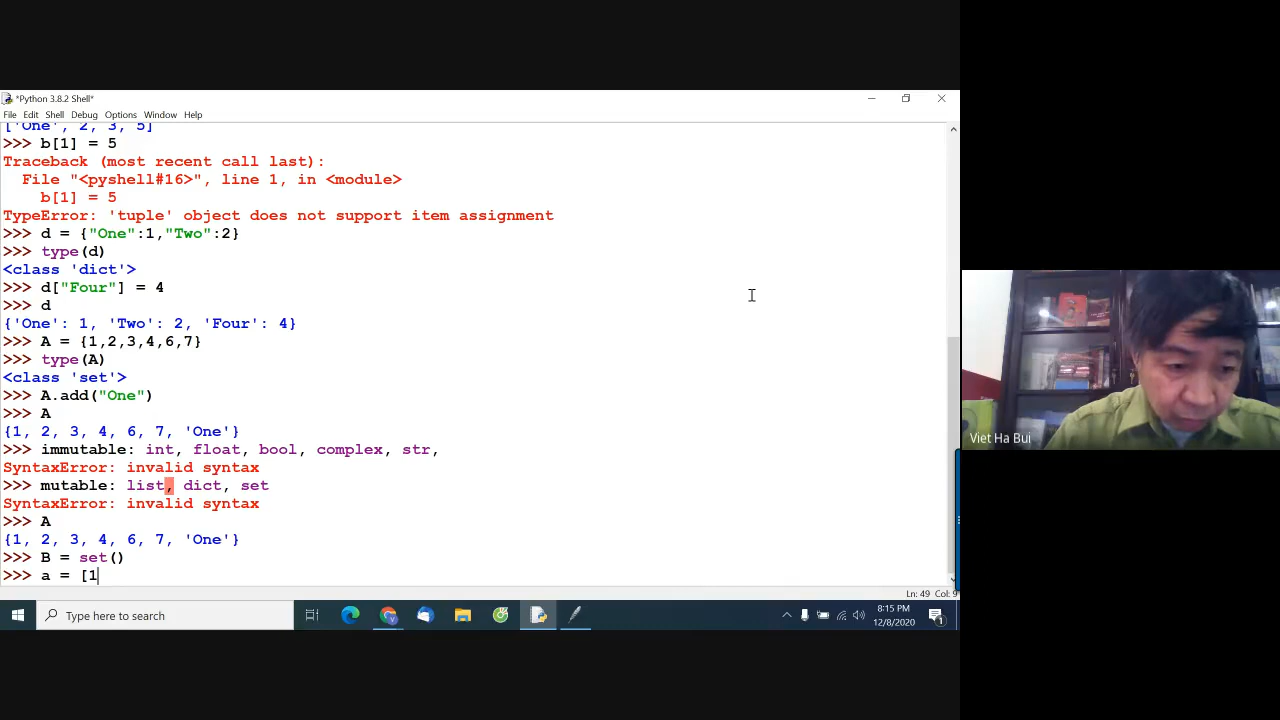 *Python 3.8.2 Shell*
File Edit Shell Debug Options Window Help
['One', 2, 3, 5]
>>> b[1] = 5
Traceback (most recent call last):
  File "<pyshell#16>", line 1, in <module>
    b[1] = 5
TypeError: 'tuple' object does not support item assignment
>>> d = {"One":1,"Two":2}
>>> type(d)
<class 'dict'>
>>> d["Four"] = 4
>>> d
{'One': 1, 'Two': 2, 'Four': 4}
>>> A = {1,2,3,4,6,7}
>>> type(A)
<class 'set'>
>>> A.add("One")
>>> A
{1, 2, 3, 4, 6, 7, 'One'}
>>> immutable: int, float, bool, complex, str,
SyntaxError: invalid syntax
>>> mutable: list, dict, set
SyntaxError: invalid syntax
>>> A
{1, 2, 3, 4, 6, 7, 'One'}
>>> B = set()
>>> a = [1
Ln: 49 Col: 9
Viet Ha Bui
Type here to search
8:15 PM
12/8/2020
1